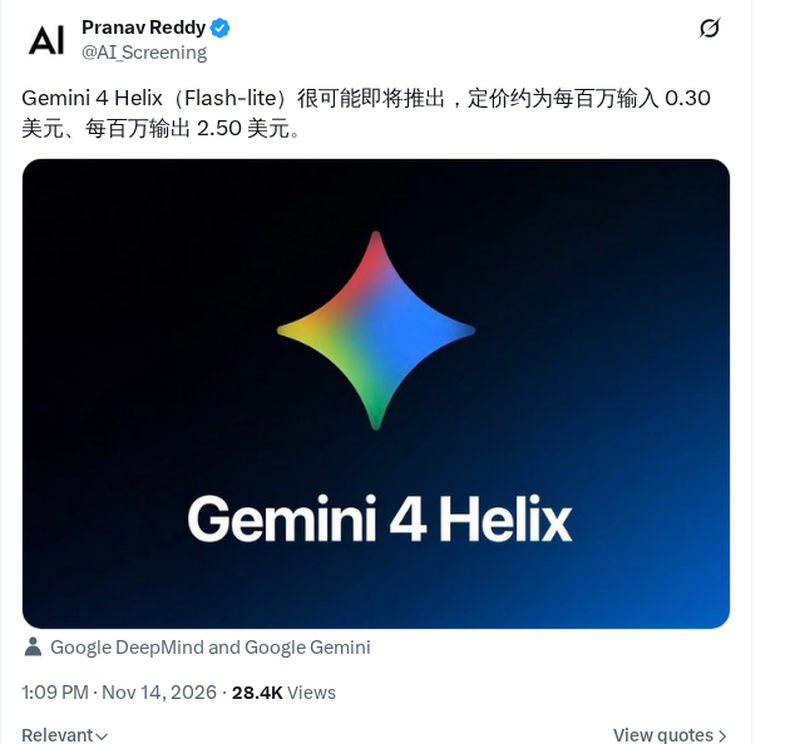 AI
Pranav Reddy
@AI_Screening
Gemini 4 Helix（Flash-lite）很可能即将推出，定价约为每百万输入 0.30
美元、每百万输出 2.50 美元。
Gemini 4 Helix
Google DeepMind and Google Gemini
1:09 PM · Nov 14, 2026 · 28.4K Views
Relevant
View quotes